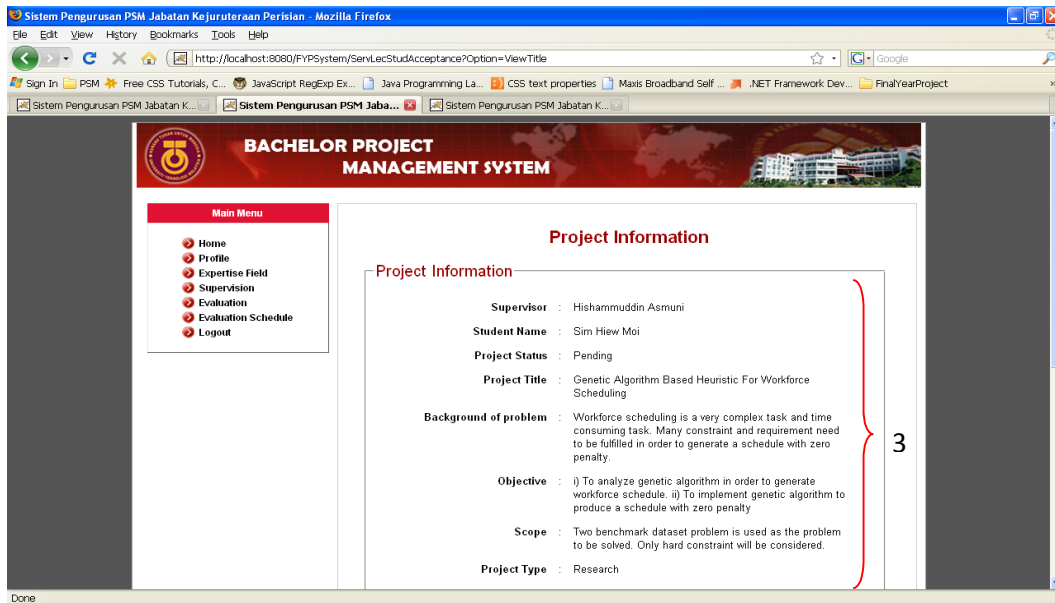 Sistem Pengurusan PSM Jabatan Kejuruteraan Perisian - Mozilla Firefox
File Edit View History Bookmarks Tools Help
http://localhost:8080/FYPSystem/ServLecStudAcceptance?Option=ViewTitle
G Google
Sign In PSM Free CSS Tutorials, C... JavaScript RegExp Ex... Java Programming La... CSS text properties Maxis Broadband Self ... .NET Framework Dev... FinalYearProject
Sistem Pengurusan PSM Jabatan K... Sistem Pengurusan PSM Jaba... Sistem Pengurusan PSM Jabatan K...
BACHELOR PROJECT
MANAGEMENT SYSTEM
Main Menu
Home
Profile
Expertise Field
Supervision
Evaluation
Evaluation Schedule
Logout
Project Information
Project Information
Supervisor : Hishammuddin Asmuni
Student Name : Sim Hiew Moi
Project Status : Pending
Project Title : Genetic Algorithm Based Heuristic For Workforce
Scheduling
Background of problem : Workforce scheduling is a very complex task and time
consuming task. Many constraint and requirement need
to be fulfilled in order to generate a schedule with zero
penalty.
Objective : i) To analyze genetic algorithm in order to generate
workforce schedule. ii) To implement genetic algorithm to
produce a schedule with zero penalty
Scope : Two benchmark dataset problem is used as the problem
to be solved. Only hard constraint will be considered.
Project Type : Research
3
Done